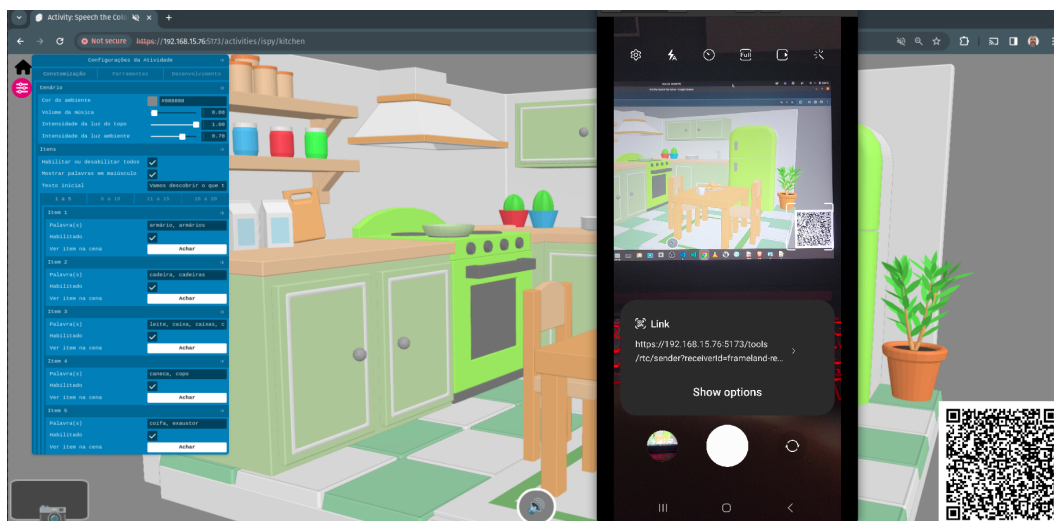 Activity: Speech the Colo
Not secure https://192.168.15.76:5173/activities/ispy/kitchen
Configurações da Atividade
Customização Ferramentas Desenvolvimento
Cenário
Cor do ambiente
Volume da música 0.00
Intensidade da luz do topo 1.00
Intensidade da luz ambiente 0.70
Itens
Habilitar ou desabilitar todos
Mostrar palavras em maiúsculo
Texto inicial Vamos descobrir o que t
1 a 5 6 a 10 11 a 15 16 a 20
Item 1
Palavra(s) armário, armários
Habilitado
Ver item na cena Achar
Item 2
Palavra(s) cadeira, cadeiras
Habilitado
Ver item na cena Achar
Item 3
Palavra(s) leite, caixa, caixas, c
Habilitado
Ver item na cena Achar
Item 4
Palavra(s) caneca, copo
Habilitado
Ver item na cena Achar
Item 5
Palavra(s) coifa, exaustor
Habilitado
Ver item na cena Achar
Full
Link
https://192.168.15.76:5173/tools
/rtc/sender?receiverId=frameland-re...
Show options